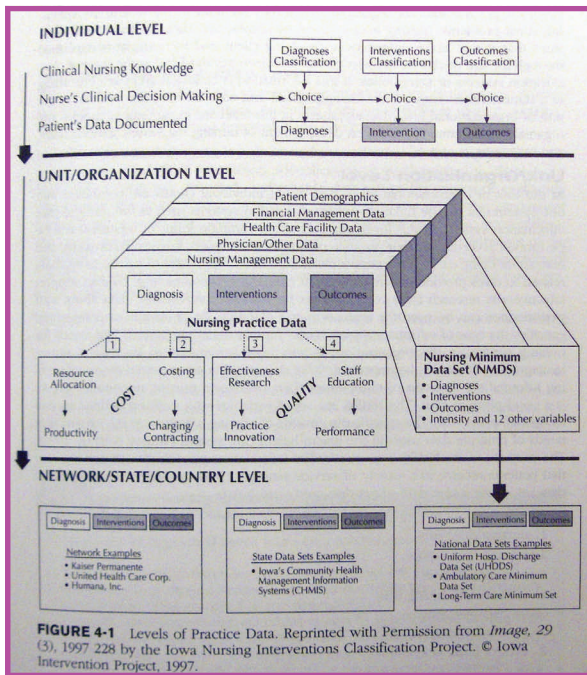 INDIVIDUAL LEVEL
Clinical Nursing Knowledge
Diagnoses
Classification
Interventions
Classification
Outcomes
Classification
Nurse's Clinical Decision Making
Choice
Choice
Choice
Patient's Data Documented
Diagnoses
Intervention
Outcomes
UNIT/ORGANIZATION LEVEL
Patient Demographics
Financial Management Data
Health Care Facility Data
Physician/Other Data
Nursing Management Data
Diagnosis
Interventions
Outcomes
Nursing Practice Data
1
2
3
4
Resource
Allocation
Productivity
COST
Costing
Charging/
Contracting
Effectiveness
Research
Practice
Innovation
QUALITY
Staff
Education
Performance
Nursing Minimum
Data Set (NMDS)
• Diagnoses
• Interventions
• Outcomes
• Intensity and 12 other variables
NETWORK/STATE/COUNTRY LEVEL
Diagnosis
Interventions
Outcomes
Network Examples
• Kaiser Permanente
• United Health Care Corp.
• Humana, Inc.
Diagnosis
Interventions
Outcomes
State Data Sets Examples
• Iowa's Community Health
Management Information
Systems (CHMIS)
Diagnosis
Interventions
Outcomes
National Data Sets Examples
• Uniform Hosp. Discharge
Data Set (UHDDS)
• Ambulatory Care Minimum
Data Set
• Long-Term Care Minimum Set
FIGURE 4-1 Levels of Practice Data. Reprinted with Permission from Image, 29
(3), 1997 228 by the Iowa Nursing Interventions Classification Project. © Iowa
Intervention Project, 1997.